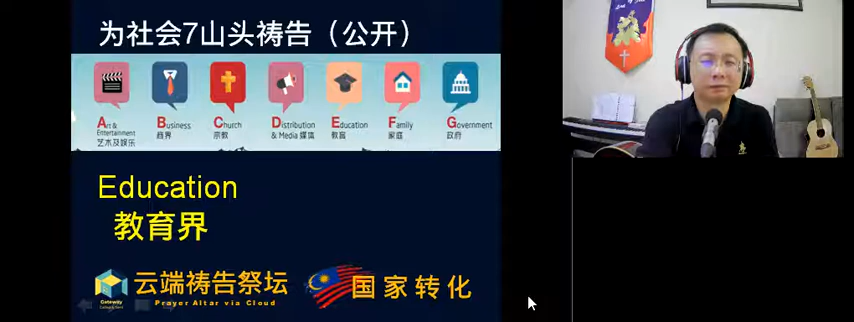 为社会7山头祷告（公开）
Art & Entertainment
艺术及娱乐
Business
商界
Church
宗教
Distribution & Media 媒体
Education
教育
Family
家庭
Government
政府
Education
教育界
Gateway
云端祷告祭坛
Prayer Altar via Cloud
国家转化